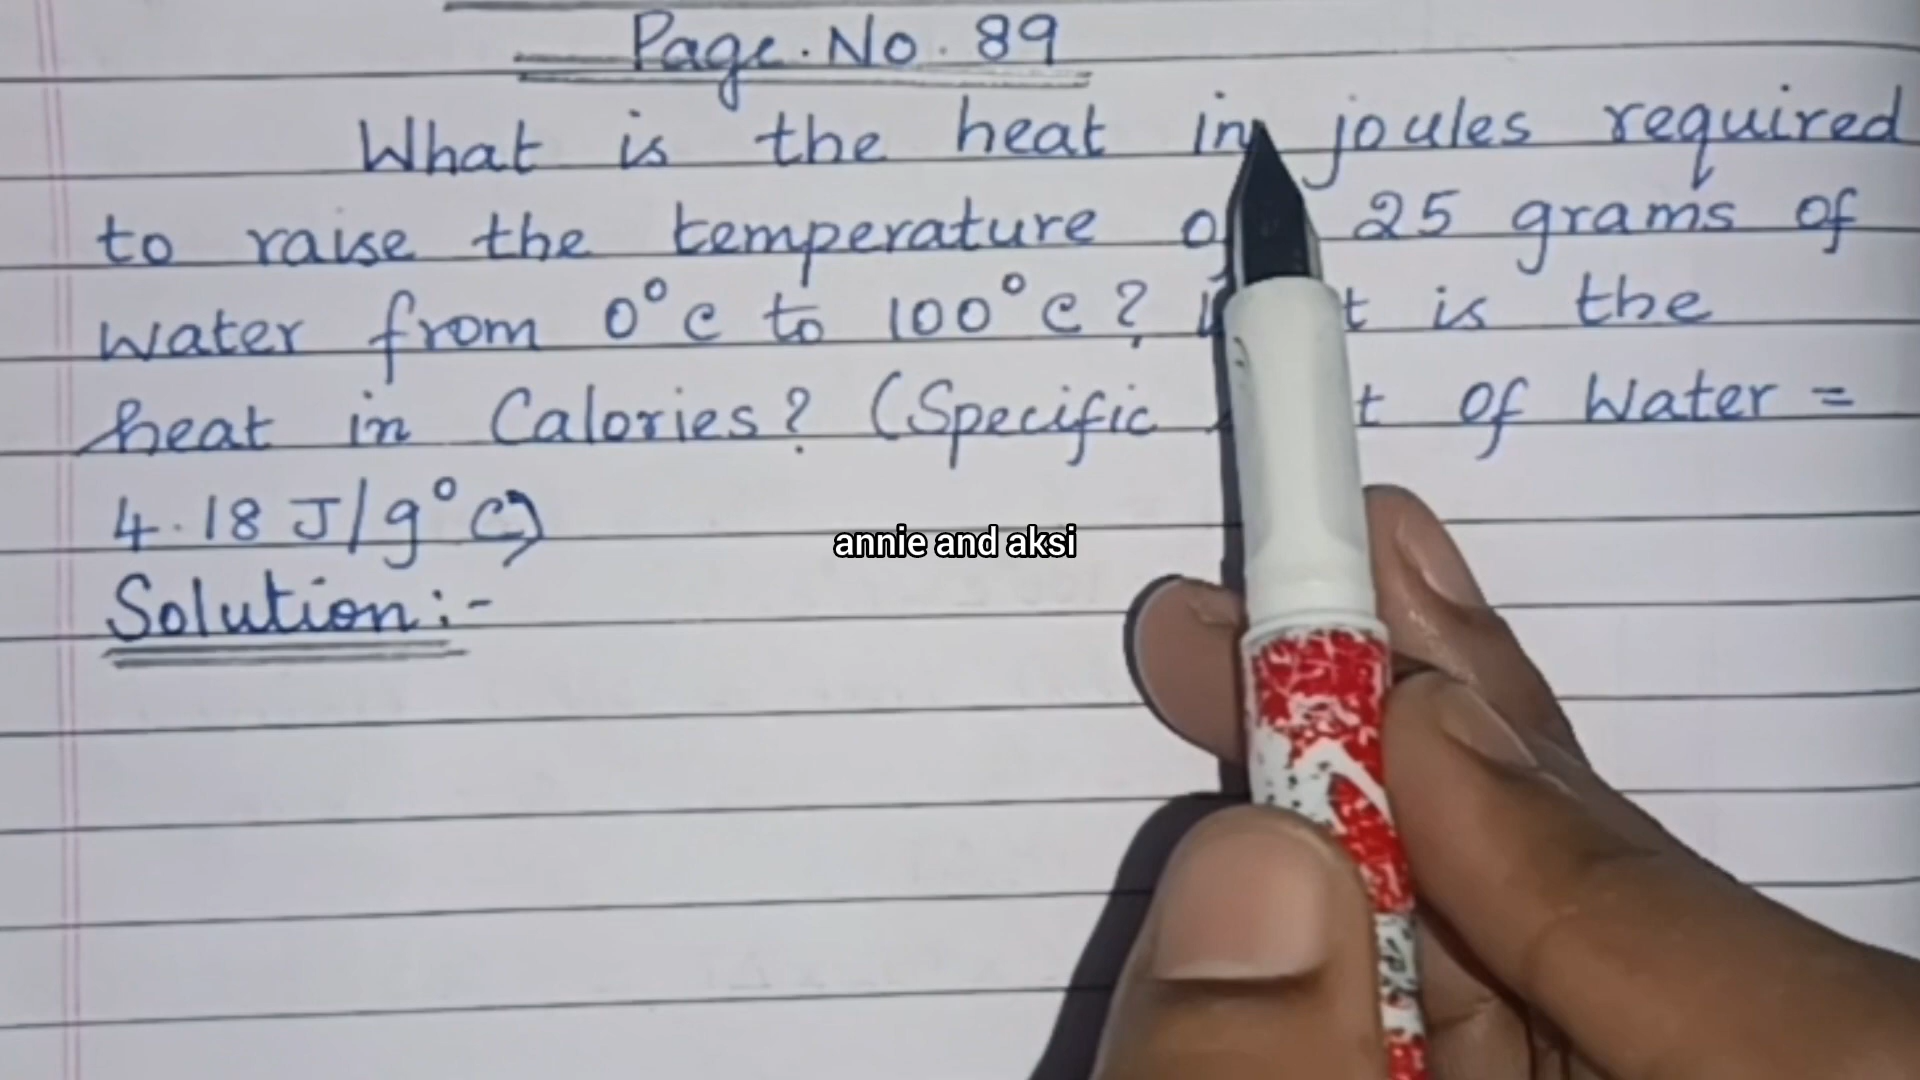 Page. No. 89
What is the heat in joules required
to raise the temperature 25 grams of
water from 0°C to 100°C? is the
heat in Calories? (Specific of Water =
4.18 J/g°C)
annie and aksi
Solution:-